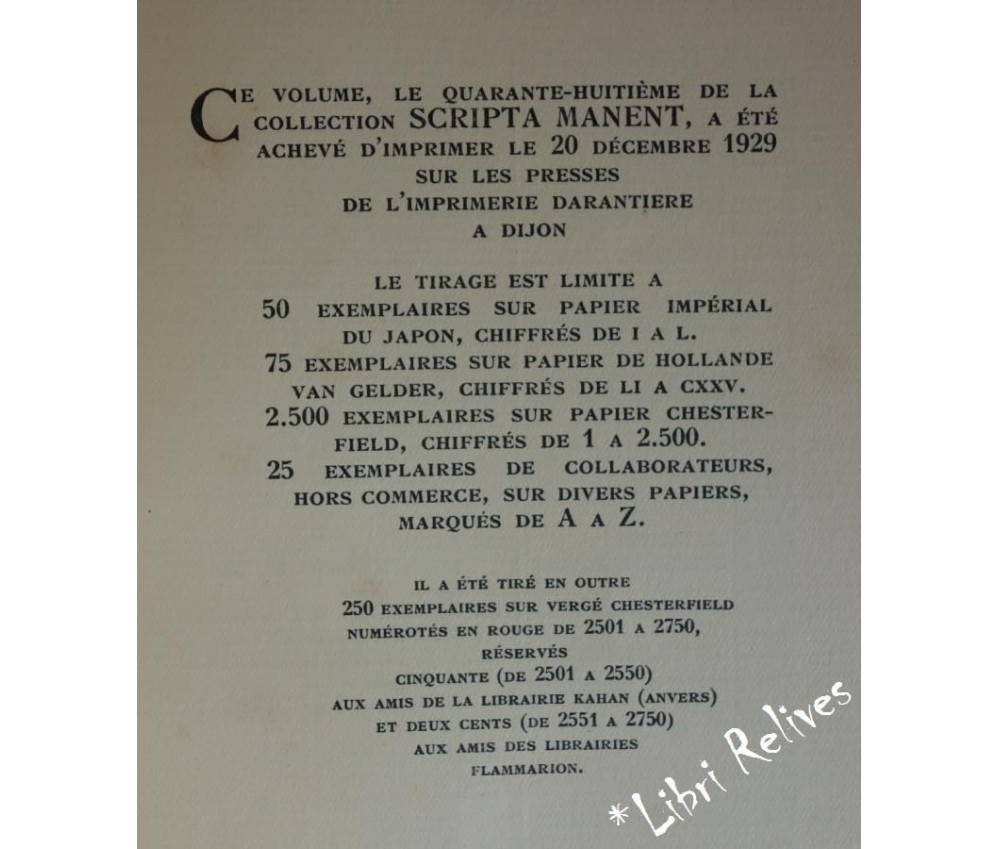 CE VOLUME, LE QUARANTE-HUITIÈME DE LA
COLLECTION SCRIPTA MANENT, A ÉTÉ
ACHEVÉ D'IMPRIMER LE 20 DÉCEMBRE 1929
SUR LES PRESSES
DE L'IMPRIMERIE DARANTIERE
A DIJON
LE TIRAGE EST LIMITE A
50 EXEMPLAIRES SUR PAPIER IMPÉRIAL
DU JAPON, CHIFFRÉS DE I A L.
75 EXEMPLAIRES SUR PAPIER DE HOLLANDE
VAN GELDER, CHIFFRÉS DE LI A CXXV.
2.500 EXEMPLAIRES SUR PAPIER CHESTER-
FIELD, CHIFFRÉS DE 1 A 2.500.
25 EXEMPLAIRES DE COLLABORATEURS,
HORS COMMERCE, SUR DIVERS PAPIERS,
MARQUÉS DE A A Z.
IL A ÉTÉ TIRÉ EN OUTRE
250 EXEMPLAIRES SUR VERGÉ CHESTERFIELD
NUMÉROTÉS EN ROUGE DE 2501 A 2750,
RÉSERVÉS
CINQUANTE (DE 2501 A 2550)
AUX AMIS DE LA LIBRAIRIE KAHAN (ANVERS)
ET DEUX CENTS (DE 2551 A 2750)
AUX AMIS DES LIBRAIRIES
FLAMMARION.
* Libri Relives